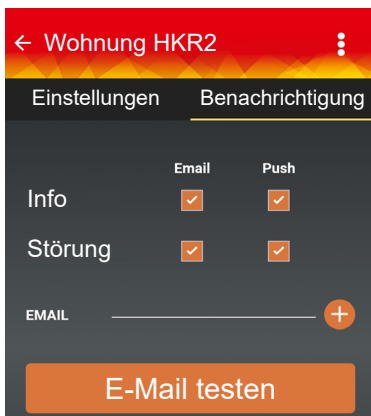 Wohnung HKR2
Einstellungen Benachrichtigung
Email Push
Info
Störung
EMAIL
E-Mail testen